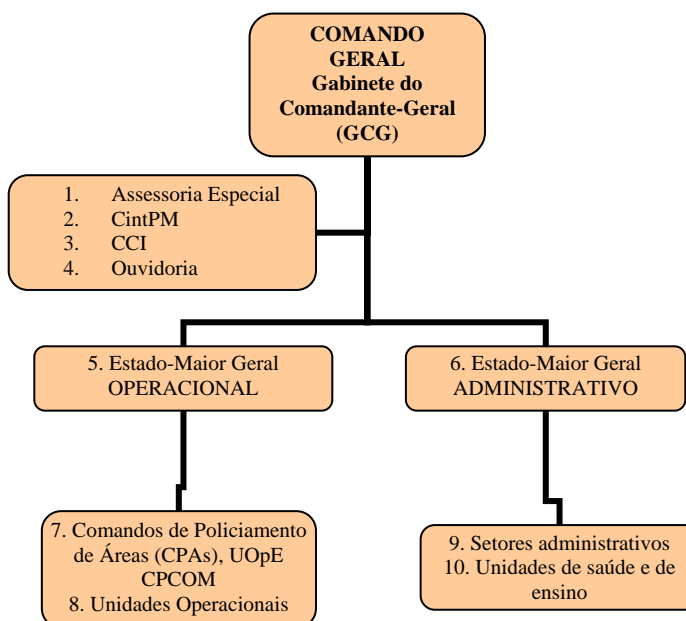 COMANDO
GERAL
Gabinete do
Comandante-Geral
(GCG)
1. Assessoria Especial
2. CintPM
3. CCI
4. Ouvidoria
5. Estado-Maior Geral
OPERACIONAL
6. Estado-Maior Geral
ADMINISTRATIVO
7. Comandos de Policiamento
de Áreas (CPAs), UOpE
CPCOM
8. Unidades Operacionais
9. Setores administrativos
10. Unidades de saúde e de
ensino